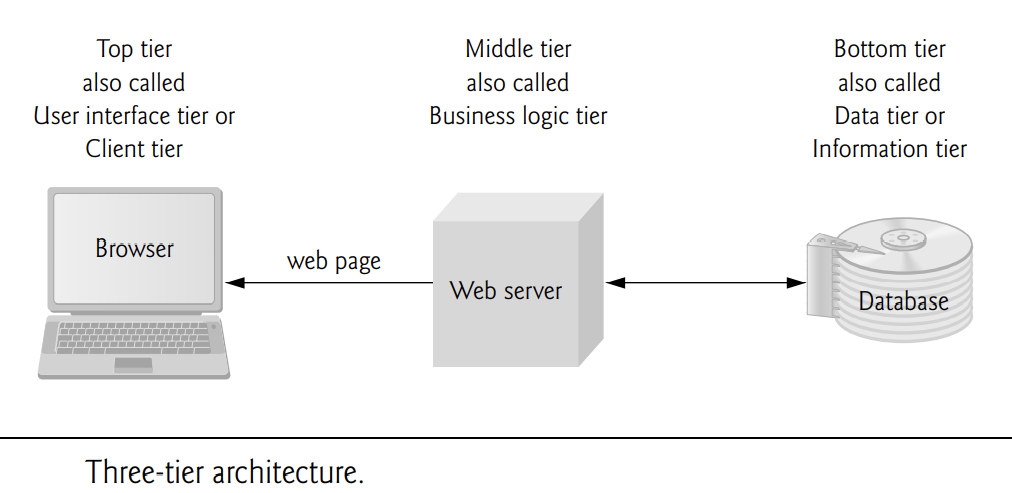 Top tier
also called
User interface tier or
Client tier
Middle tier
also called
Business logic tier
Bottom tier
also called
Data tier or
Information tier
Browser
web page
Web server
Database
Three-tier architecture.